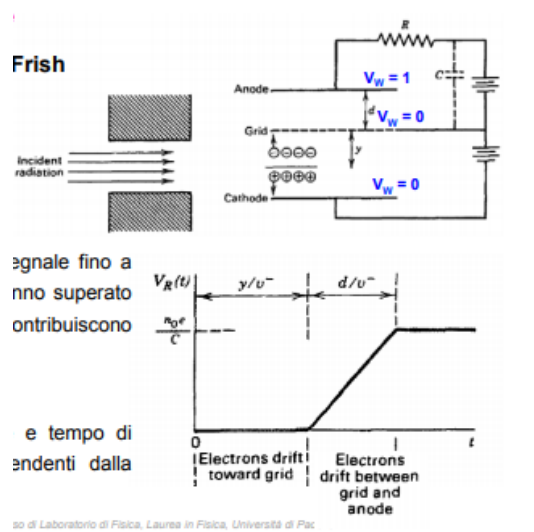 Frish
R
C
V_W = 1
Anode
d
V_W = 0
Grid
y
Incident
radiation
V_W = 0
Cathode
egnale fino a
nno superato
ontribuiscono
e tempo di
endenti dalla
V_R(t)
y/υ⁻
d/υ⁻
n₀e
C
0
t
Electrons drift
toward grid
Electrons
drift between
grid and
anode
so di Laboratorio di Fisica, Laurea in Fisica, Università di Pad